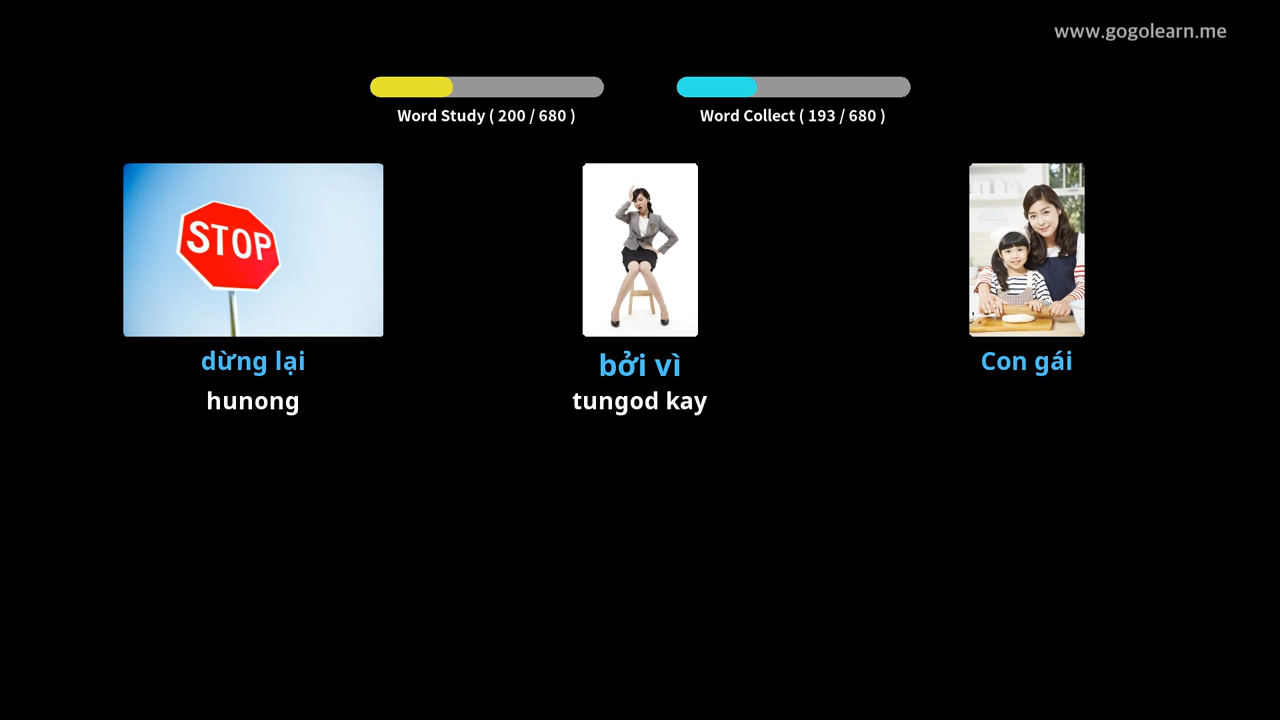 www.gogolearn.me
Word Study ( 200 / 680 )
Word Collect ( 193 / 680 )
STOP
dừng lại
hunong
bởi vì
tungod kay
Con gái